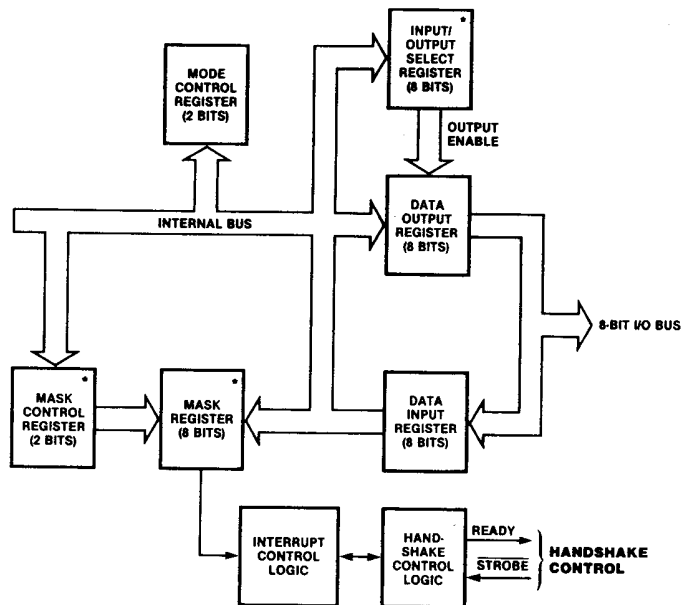 *
INPUT/
OUTPUT
SELECT
REGISTER
(8 BITS)
MODE
CONTROL
REGISTER
(2 BITS)
OUTPUT
ENABLE
INTERNAL BUS
DATA
OUTPUT
REGISTER
(8 BITS)
8-BIT I/O BUS
*
MASK
CONTROL
REGISTER
(2 BITS)
*
MASK
REGISTER
(8 BITS)
DATA
INPUT
REGISTER
(8 BITS)
INTERRUPT
CONTROL
LOGIC
HAND-
SHAKE
CONTROL
LOGIC
READY
STROBE
HANDSHAKE
CONTROL